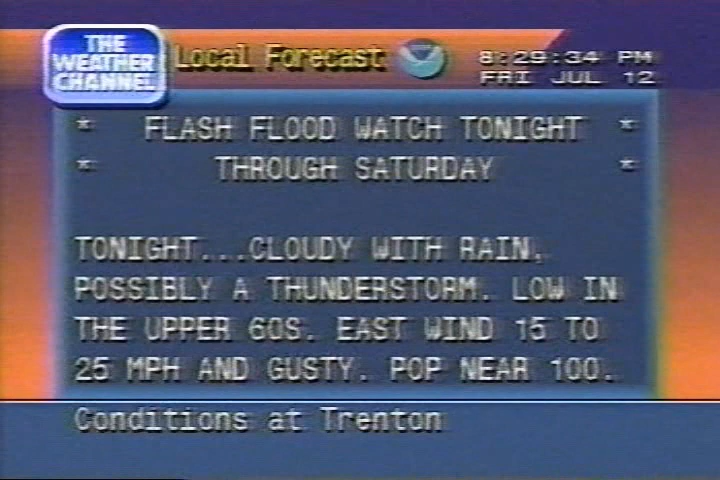 THE
WEATHER
CHANNEL
Local Forecast
8:29:34 PM
FRI JUL 12
* FLASH FLOOD WATCH TONIGHT *
* THROUGH SATURDAY *
TONIGHT...CLOUDY WITH RAIN,
POSSIBLY A THUNDERSTORM. LOW IN
THE UPPER 60S. EAST WIND 15 TO
25 MPH AND GUSTY. POP NEAR 100.
Conditions at Trenton